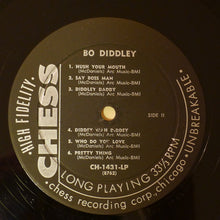 BO DIDDLEY
1. HUSH YOUR MOUTH
(McDaniels) Arc Music-BMI
2. SAY BOSS MAN
(McDaniels) Arc Music-BMI
3. DIDDLEY DADDY
(McDaniels) Arc Music-BMI
SIDE II
4. DIDDEY
(McDaniels) Arc Music-BMI
5. WHO DO YOU LOVE
(McDaniels) Arc Music-BMI
6. PRETTY THING
(McDaniels) Arc Music-BMI
CH-1431-LP
(8762)
HIGH FIDELITY
CHESS
LONG PLAYING 33⅓ RPM
UNBREAKABLE
chess recording corp., chicago